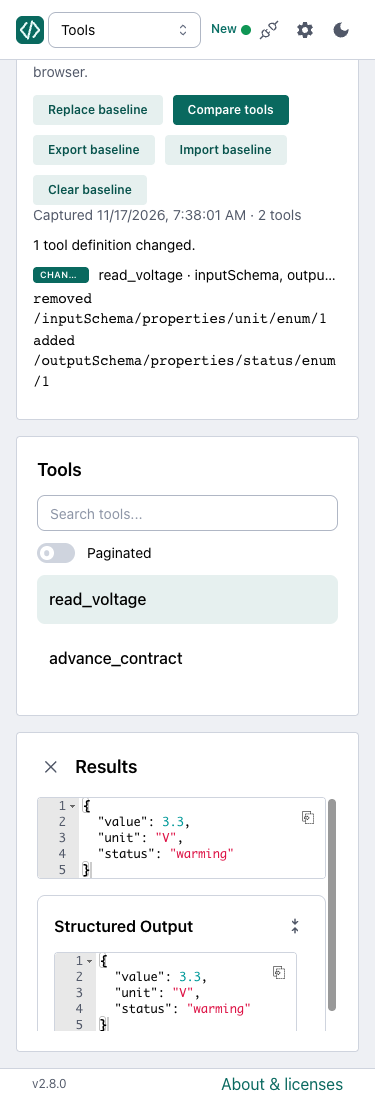 Tools
New
browser.
Replace baseline
Compare tools
Export baseline
Import baseline
Clear baseline
Captured 11/17/2026, 7:38:01 AM · 2 tools
1 tool definition changed.
CHAN... read_voltage · inputSchema, outpu...
removed
/inputSchema/properties/unit/enum/1
added
/outputSchema/properties/status/enum
/1
Tools
Search tools...
Paginated
read_voltage
advance_contract
Results
1 {
2 "value": 3.3,
3 "unit": "V",
4 "status": "warming"
5 }
Structured Output
1 {
2 "value": 3.3,
3 "unit": "V",
4 "status": "warming"
5 }
v2.8.0
About & licenses